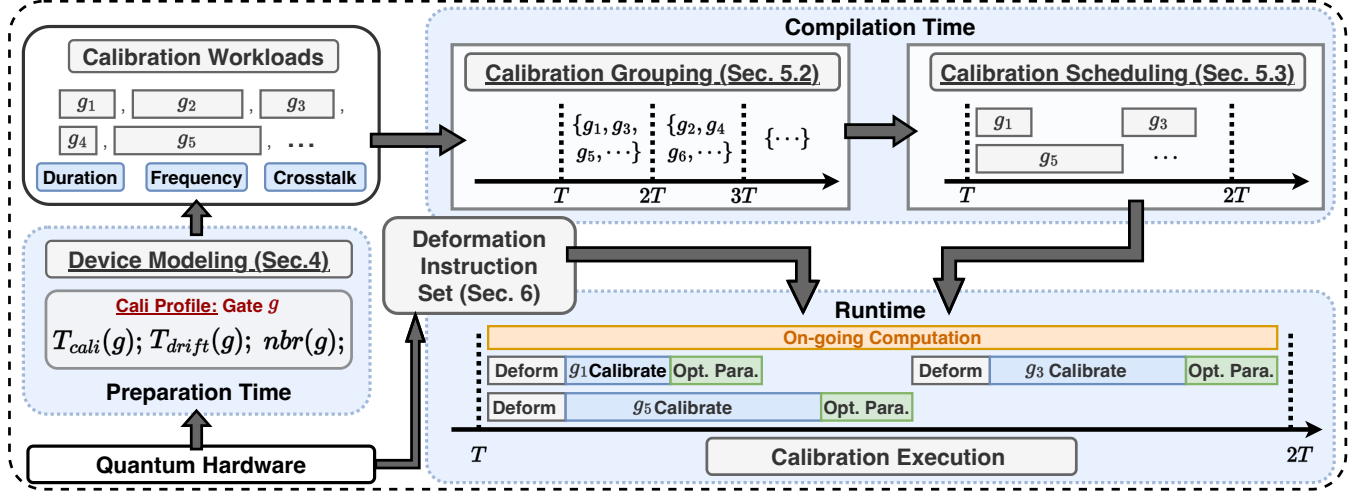 Calibration Workloads
g1 , g2 , g3 ,
g4 , g5 , ...
Duration Frequency Crosstalk
Device Modeling (Sec.4)
Cali Profile: Gate g
T_cali(g); T_drift(g); nbr(g);
Preparation Time
Quantum Hardware
Compilation Time
Calibration Grouping (Sec. 5.2)
{g1, g3, {g2, g4 {⋯}
g5, ⋯} g6, ⋯}
T 2T 3T
Calibration Scheduling (Sec. 5.3)
g1 g3
g5 ...
T 2T
Deformation
Instruction
Set (Sec. 6)
Runtime
On-going Computation
Deform g1 Calibrate Opt. Para. Deform g3 Calibrate Opt. Para.
Deform g5 Calibrate Opt. Para.
T 2T
Calibration Execution